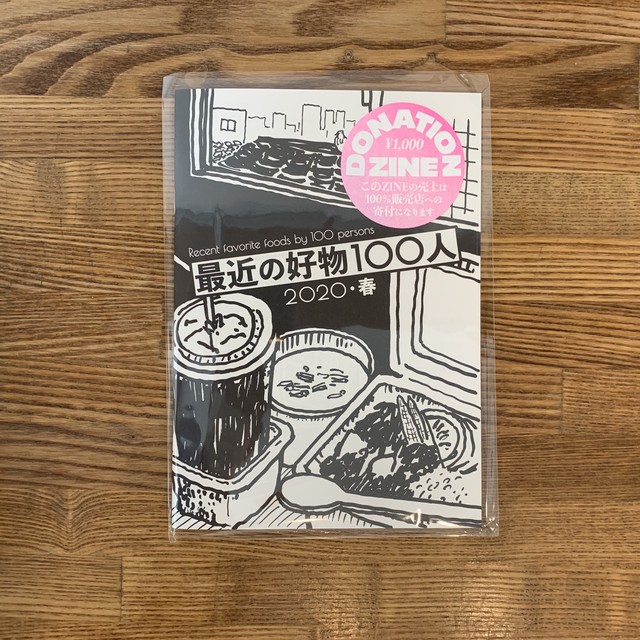 DONATION
¥1,000
ZINE
このZINEの売上は
100%販売店への
寄付になります
Recent favorite foods by 100 persons
最近の好物100人
2020・春